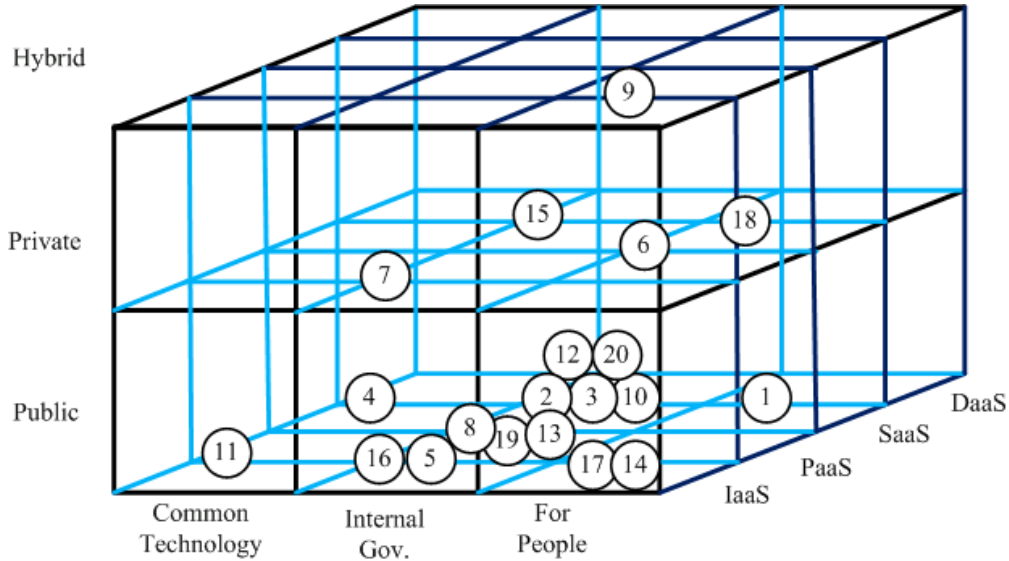 Hybrid
9
15
18
Private
6
7
12
20
4
2
3
10
1
Public
DaaS
8
19
13
SaaS
11
16
5
17
14
PaaS
IaaS
Common
Technology
Internal
Gov.
For
People